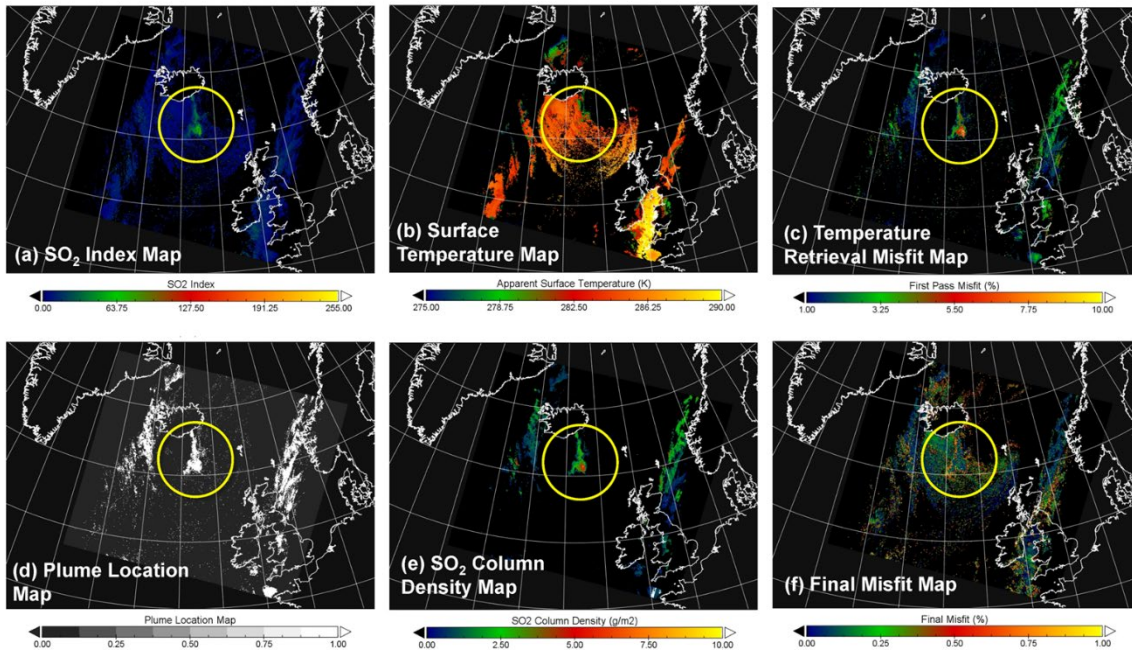 (a) SO₂ Index Map
SO2 Index
0.00 63.75 127.50 191.25 255.00
(b) Surface
Temperature Map
Apparent Surface Temperature (K)
275.00 278.75 282.50 286.25 290.00
(c) Temperature
Retrieval Misfit Map
First Pass Misfit (%)
1.00 3.25 5.50 7.75 10.00
(d) Plume Location
Map
Plume Location Map
0.00 0.25 0.50 0.75 1.00
(e) SO₂ Column
Density Map
SO2 Column Density (g/m2)
0.00 2.50 5.00 7.50 10.00
(f) Final Misfit Map
Final Misfit (%)
0.00 0.25 0.50 0.75 1.00